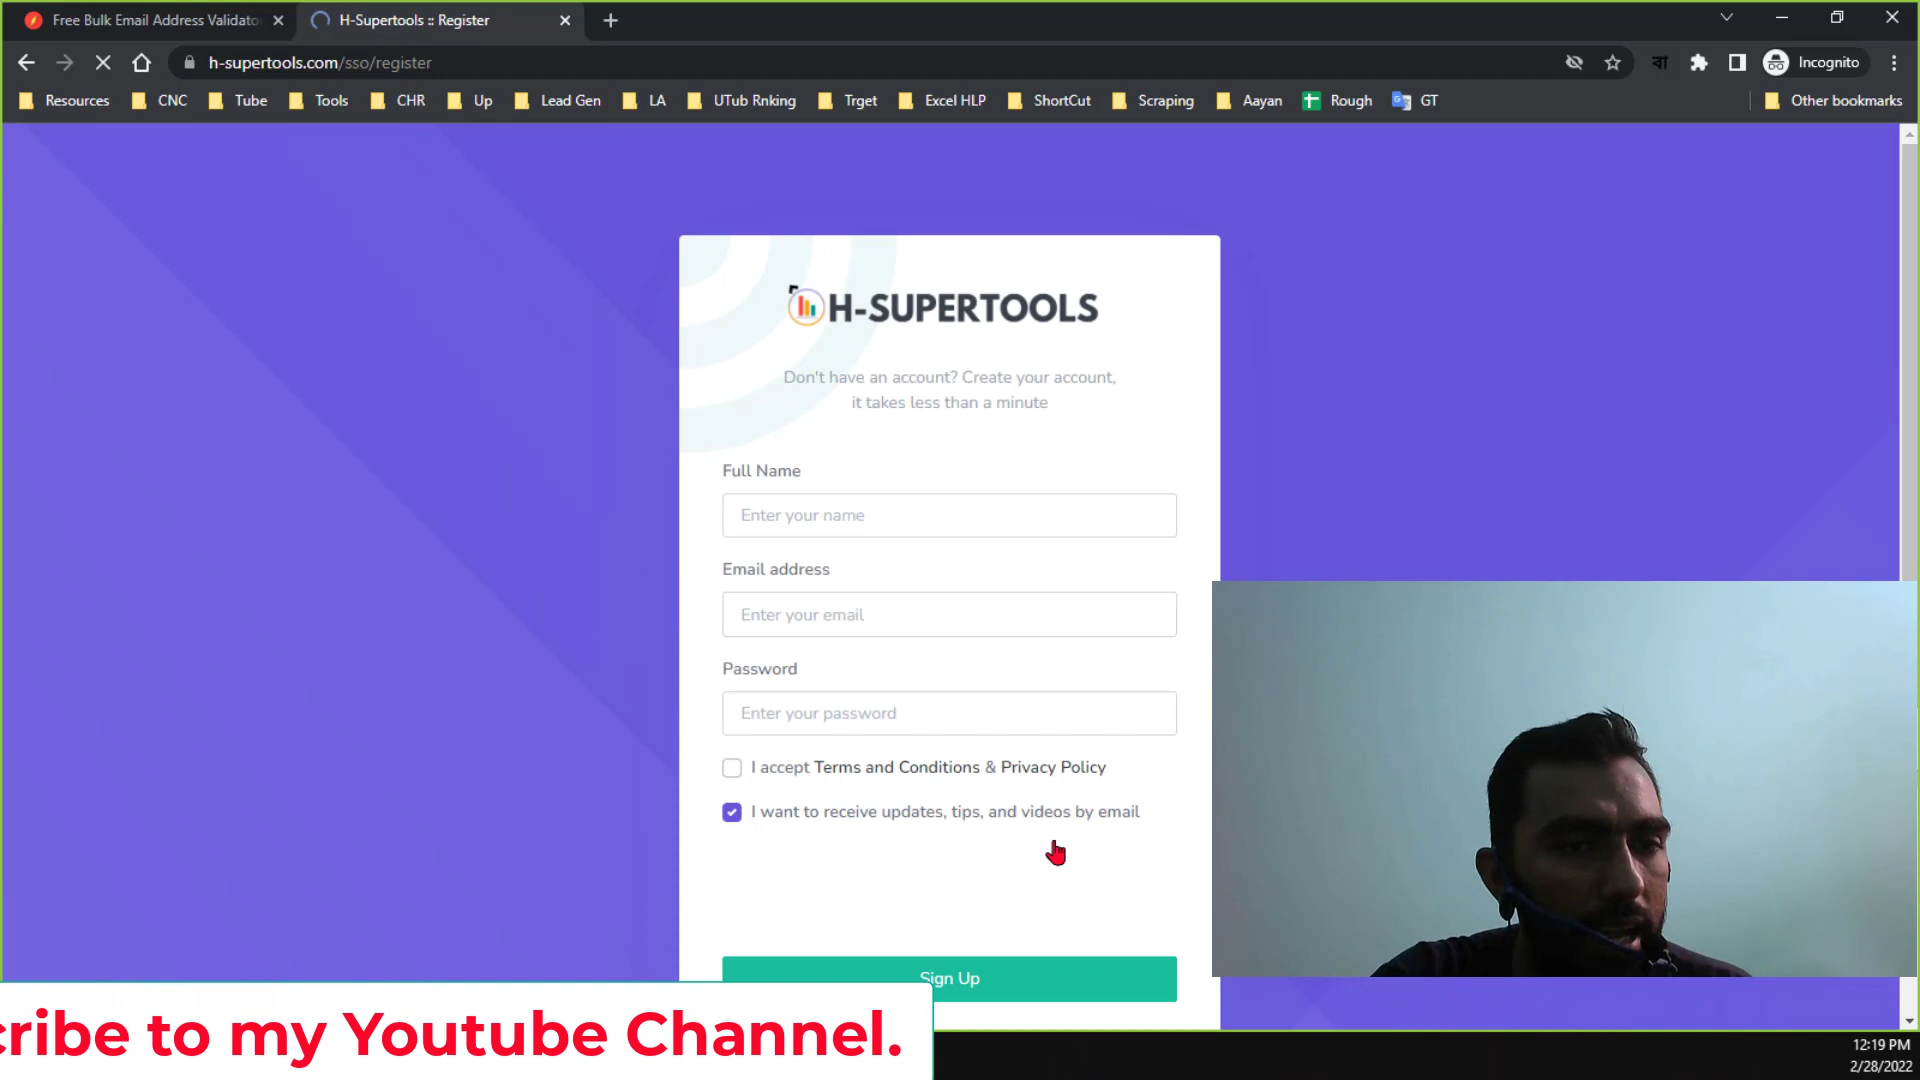 Free Bulk Email Address Validato
H-Supertools :: Register
h-supertools.com/sso/register
Incognito
Resources
CNC
Tube
Tools
CHR
Up
Lead Gen
LA
UTub Rnking
Trget
Excel HLP
ShortCut
Scraping
Aayan
Rough
GT
Other bookmarks
H-SUPERTOOLS
Don't have an account? Create your account,
it takes less than a minute
Full Name
Enter your name
Email address
Enter your email
Password
Enter your password
I accept Terms and Conditions & Privacy Policy
I want to receive updates, tips, and videos by email
Sign Up
cribe to my Youtube Channel.
12:19 PM
2/28/2022